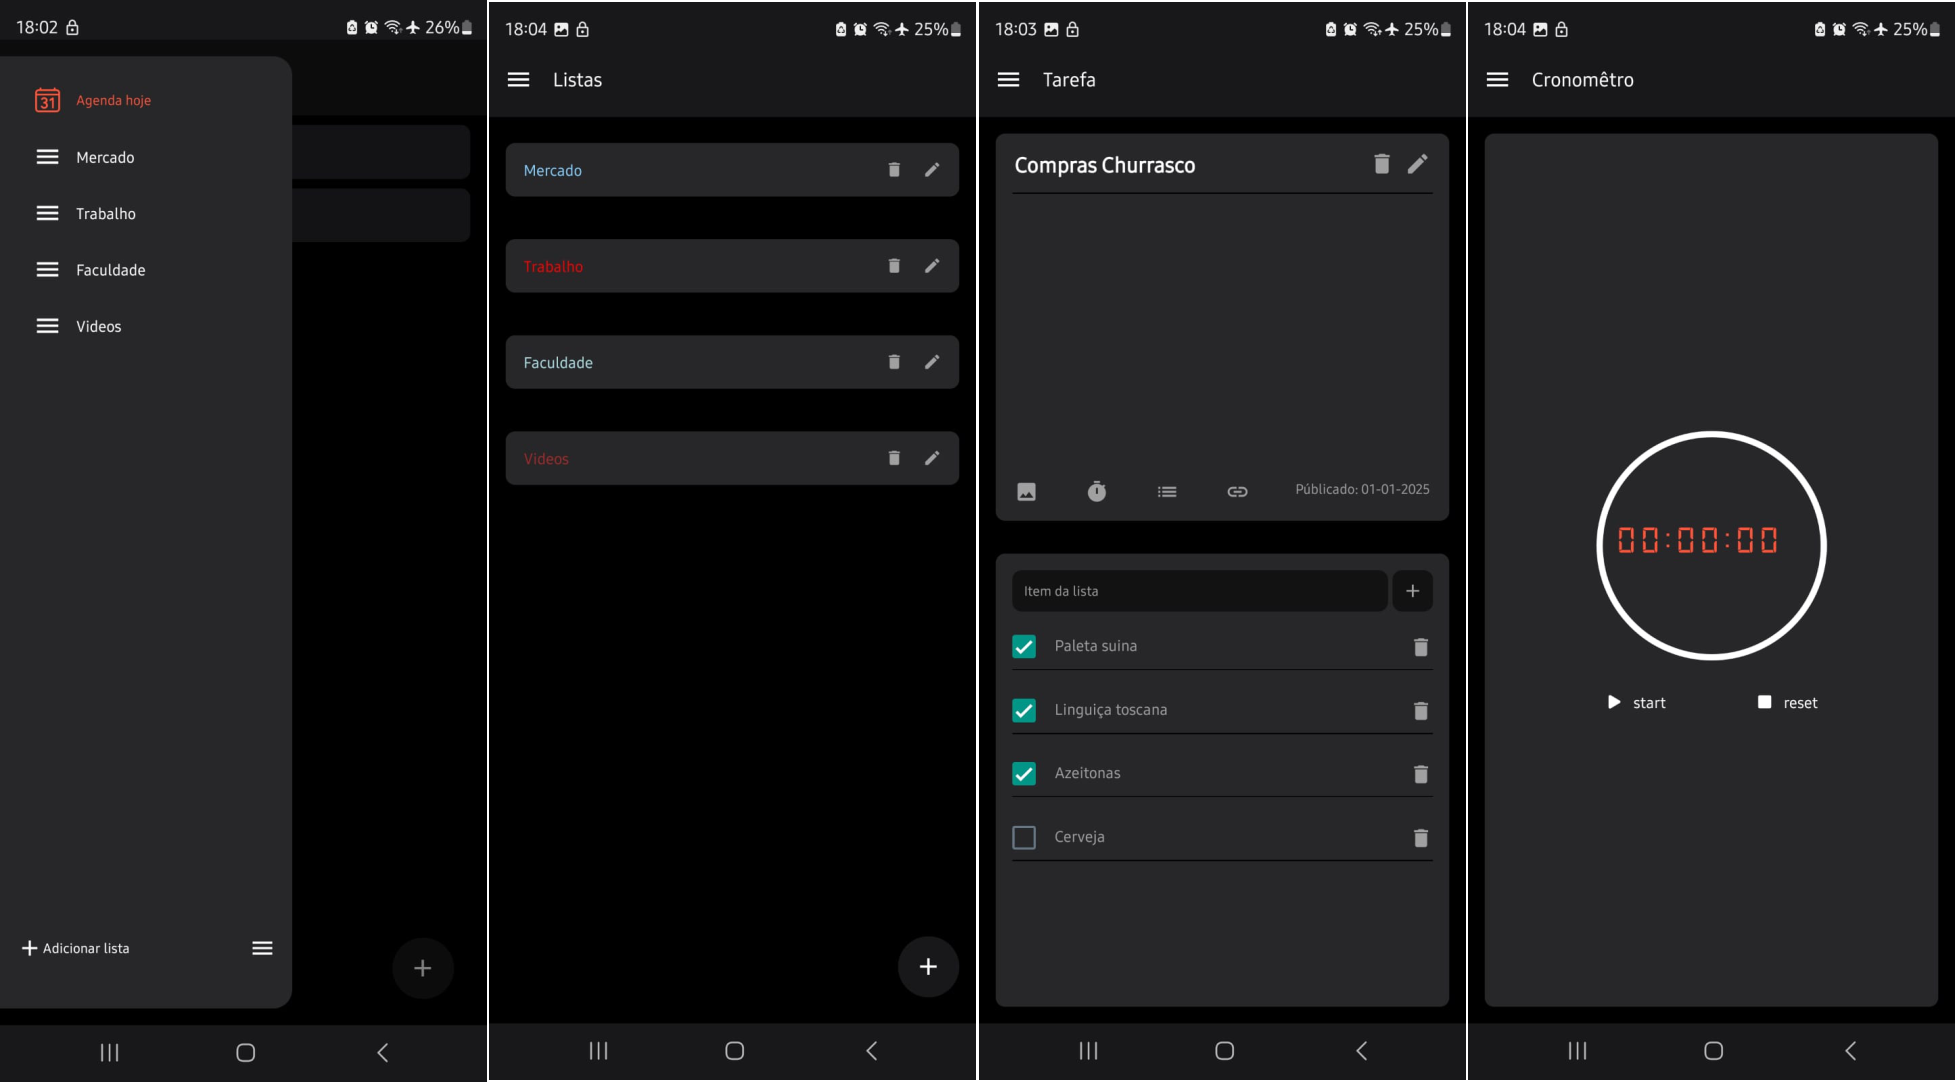 18:02
26%
31 Agenda hoje
Mercado
Trabalho
Faculdade
Videos
+ Adicionar lista
+
18:04
25%
Listas
Mercado
Trabalho
Faculdade
Videos
+
18:03
25%
Tarefa
Compras Churrasco
Públicado: 01-01-2025
Item da lista +
Paleta suina
Linguiça toscana
Azeitonas
Cerveja
18:04
25%
Cronomêtro
00:00:00
start reset